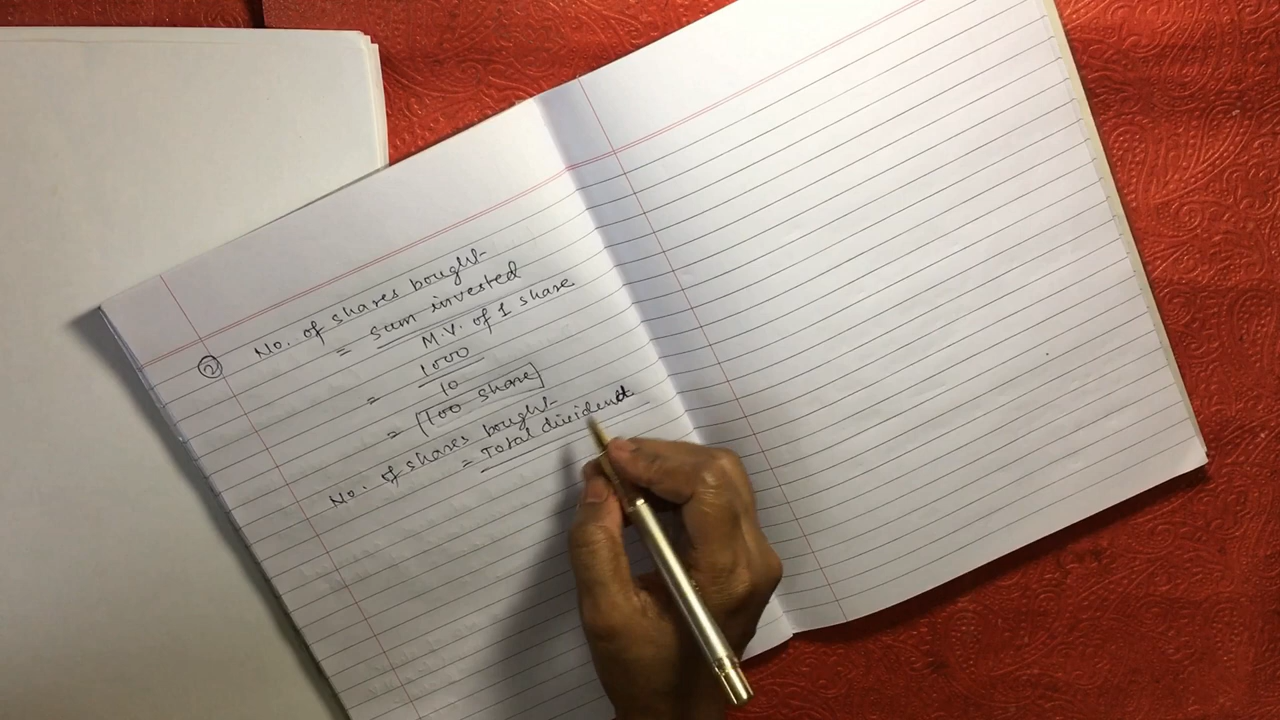 ② No. of shares bought-
= Sum invested
M.V. of 1 share
= 1000
10
= [100 share]
No. of shares bought-
= Total dividend